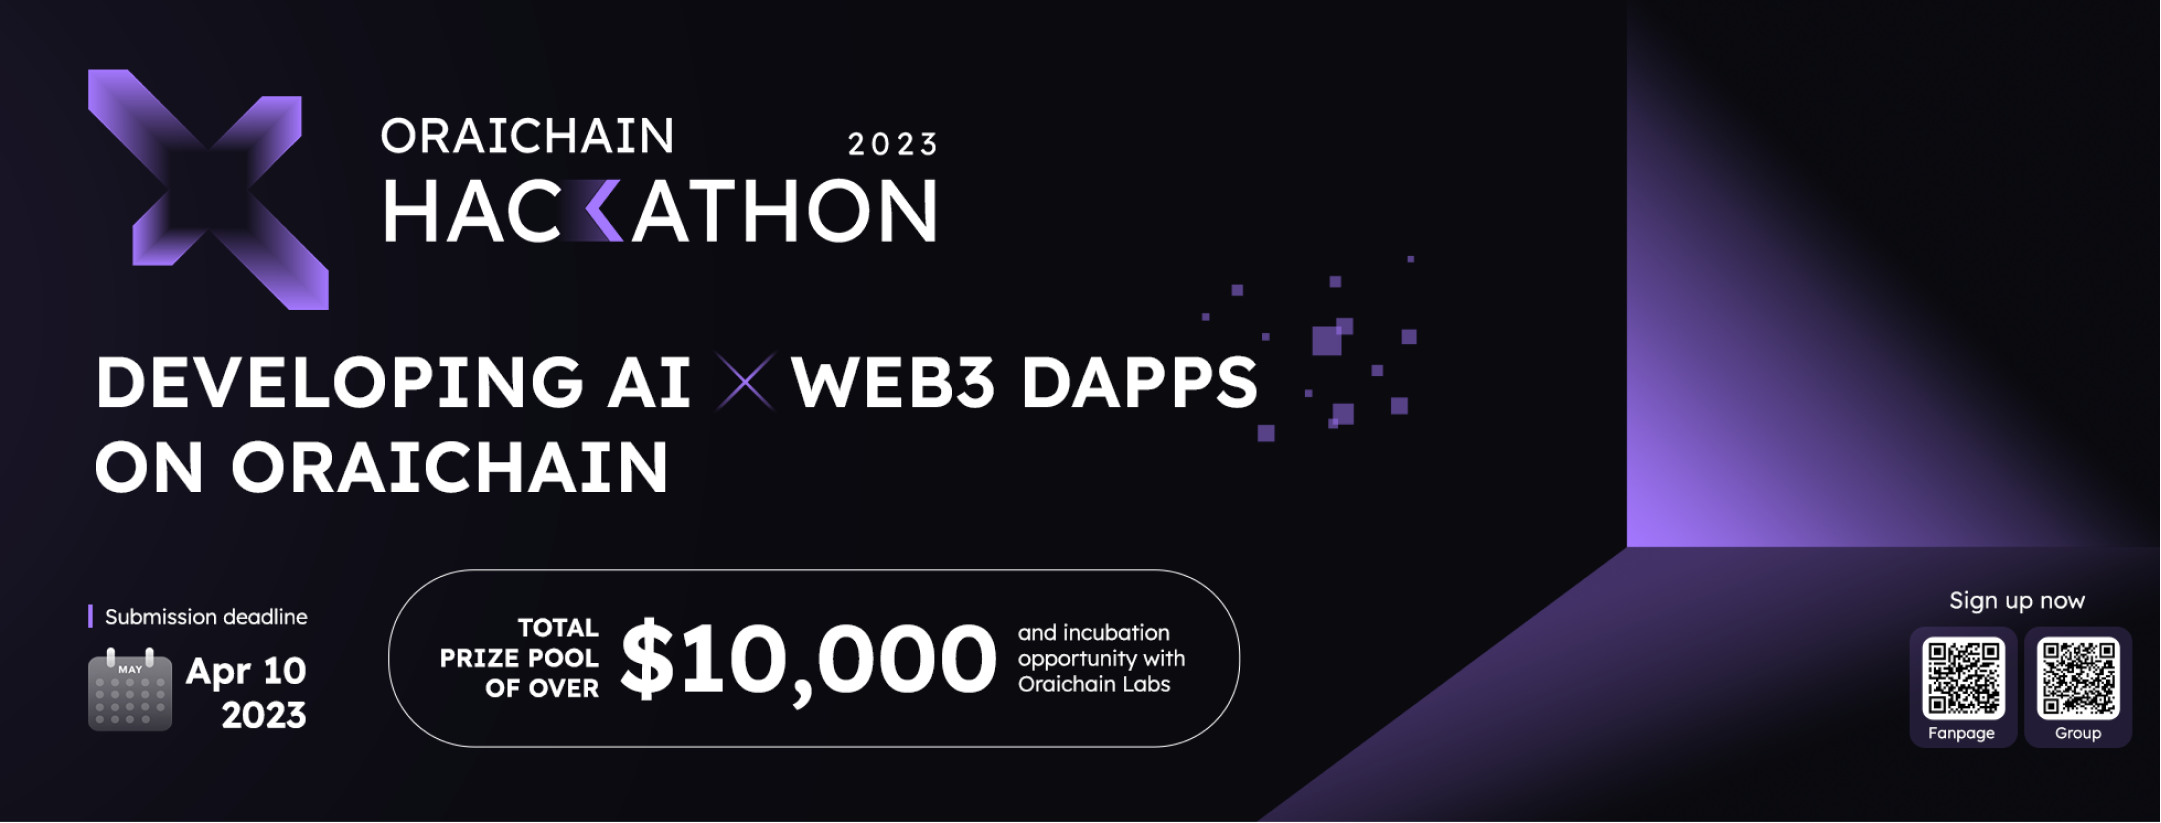 ORAICHAIN
2023
HACKATHON
DEVELOPING AI X WEB3 DAPPS
ON ORAICHAIN
Submission deadline
MAY
Apr 10
2023
TOTAL
PRIZE POOL
OF OVER
$10,000
and incubation
opportunity with
Oraichain Labs
Sign up now
Fanpage
Group